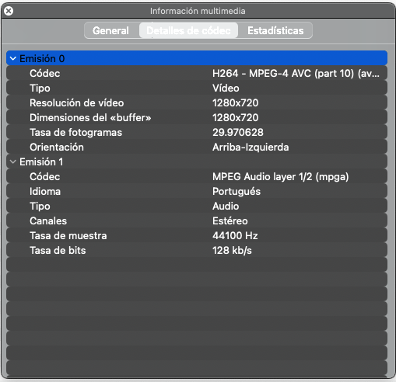 Información multimedia
General Detalles de códec Estadísticas
Emisión 0
Códec H264 - MPEG-4 AVC (part 10) (av...
Tipo Vídeo
Resolución de vídeo 1280x720
Dimensiones del «buffer» 1280x720
Tasa de fotogramas 29.970628
Orientación Arriba-Izquierda
Emisión 1
Códec MPEG Audio layer 1/2 (mpga)
Idioma Portugués
Tipo Audio
Canales Estéreo
Tasa de muestra 44100 Hz
Tasa de bits 128 kb/s